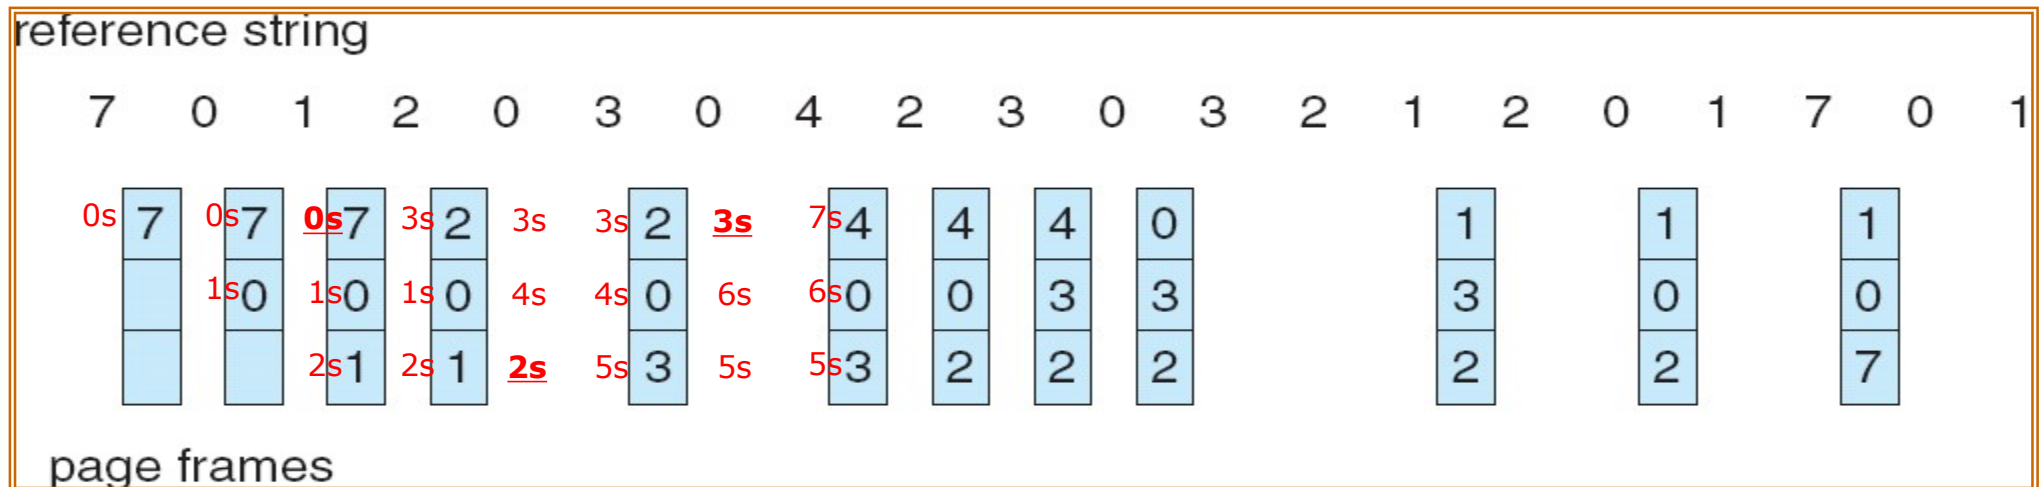 reference string
7 0 1 2 0 3 0 4 2 3 0 3 2 1 2 0 1 7 0 1
0s 7 0s 7 0s 7 3s 2 3s 3s 2 3s 7s 4 4 4 0 1 1 1
1s 0 1s 0 1s 0 4s 4s 0 6s 6s 0 0 3 3 3 0 0
2s 1 2s 1 2s 5s 3 5s 5s 3 2 2 2 2 2 7
page frames